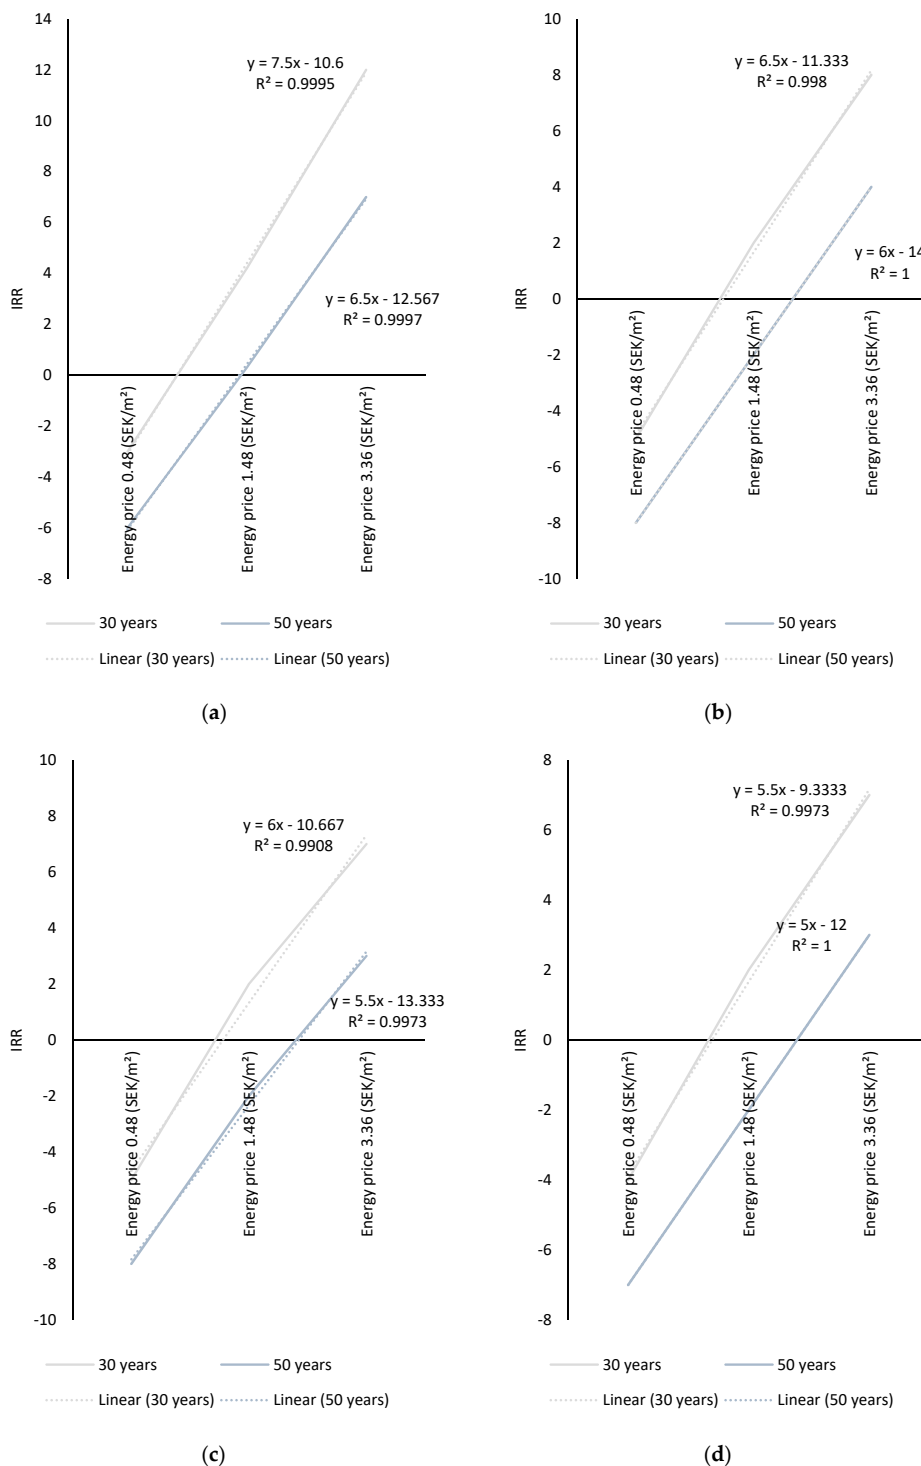 14
12
10
8
6
4
2
0
-2
-4
-6
-8
IRR
y = 7.5x - 10.6
R² = 0.9995
y = 6.5x - 12.567
R² = 0.9997
Energy price 0.48 (SEK/m²)
Energy price 1.48 (SEK/m²)
Energy price 3.36 (SEK/m²)
30 years
50 years
Linear (30 years)
Linear (50 years)
(a)
10
8
6
4
2
0
-2
-4
-6
-8
-10
IRR
y = 6.5x - 11.333
R² = 0.998
y = 6x - 14
R² = 1
Energy price 0.48 (SEK/m²)
Energy price 1.48 (SEK/m²)
Energy price 3.36 (SEK/m²)
30 years
50 years
Linear (30 years)
Linear (50 years)
(b)
10
8
6
4
2
0
-2
-4
-6
-8
-10
IRR
y = 6x - 10.667
R² = 0.9908
y = 5.5x - 13.333
R² = 0.9973
Energy price 0.48 (SEK/m²)
Energy price 1.48 (SEK/m²)
Energy price 3.36 (SEK/m²)
30 years
50 years
Linear (30 years)
Linear (50 years)
(c)
8
6
4
2
0
-2
-4
-6
-8
IRR
y = 5.5x - 9.3333
R² = 0.9973
y = 5x - 12
R² = 1
Energy price 0.48 (SEK/m²)
Energy price 1.48 (SEK/m²)
Energy price 3.36 (SEK/m²)
30 years
50 years
Linear (30 years)
Linear (50 years)
(d)